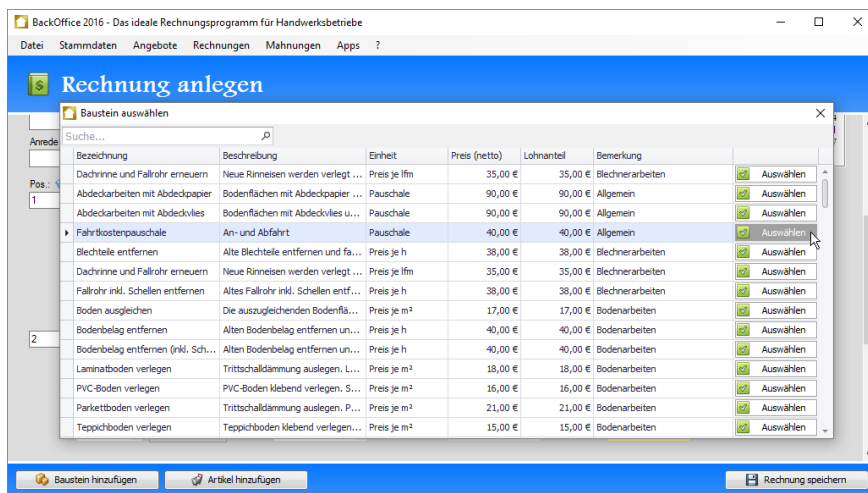 BackOffice 2016 - Das ideale Rechnungsprogramm für Handwerksbetriebe
Datei Stammdaten Angebote Rechnungen Mahnungen Apps ?
Rechnung anlegen
Baustein auswählen
Anrede
Suche...
Bezeichnung Beschreibung Einheit Preis (netto) Lohnanteil Bemerkung
Dachrinne und Fallrohr erneuern Neue Rinneisen werden verlegt ... Preis je lfm 35,00 € 35,00 € Blechnerarbeiten Auswählen
Pos.: Abdeckarbeiten mit Abdeckpapier Bodenflächen mit Abdeckpapier ... Pauschale 90,00 € 90,00 € Allgemein Auswählen
1 Abdeckarbeiten mit Abdeckvlies Bodenflächen mit Abdeckvlies u... Pauschale 90,00 € 90,00 € Allgemein Auswählen
Fahrtkostenpauschale An- und Abfahrt Pauschale 40,00 € 40,00 € Allgemein Auswählen
Blechteile entfernen Alte Blechteile entfernen und fa... Preis je h 38,00 € 38,00 € Blechnerarbeiten Auswählen
Dachrinne und Fallrohr erneuern Neue Rinneisen werden verlegt ... Preis je lfm 35,00 € 35,00 € Blechnerarbeiten Auswählen
Fallrohr inkl. Schellen entfernen Altes Fallrohr inkl. Schellen entf... Preis je h 38,00 € 38,00 € Blechnerarbeiten Auswählen
Boden ausgleichen Die auszugleichenden Bodenflä... Preis je m² 17,00 € 17,00 € Bodenarbeiten Auswählen
Bodenbelag entfernen Alten Bodenbelag entfernen un... Preis je h 40,00 € 40,00 € Bodenarbeiten Auswählen
2 Bodenbelag entfernen (inkl. Sch... Alten Bodenbelag entfernen un... Preis je h 40,00 € 40,00 € Bodenarbeiten Auswählen
Laminatboden verlegen Trittschalldämmung auslegen. L... Preis je m² 18,00 € 18,00 € Bodenarbeiten Auswählen
PVC-Boden verlegen PVC-Boden klebend verlegen. S... Preis je m² 16,00 € 16,00 € Bodenarbeiten Auswählen
Parkettboden verlegen Trittschalldämmung auslegen. P... Preis je m² 21,00 € 21,00 € Bodenarbeiten Auswählen
Teppichboden verlegen Teppichboden klebend verlegen... Preis je m² 15,00 € 15,00 € Bodenarbeiten Auswählen
Baustein hinzufügen Artikel hinzufügen Rechnung speichern